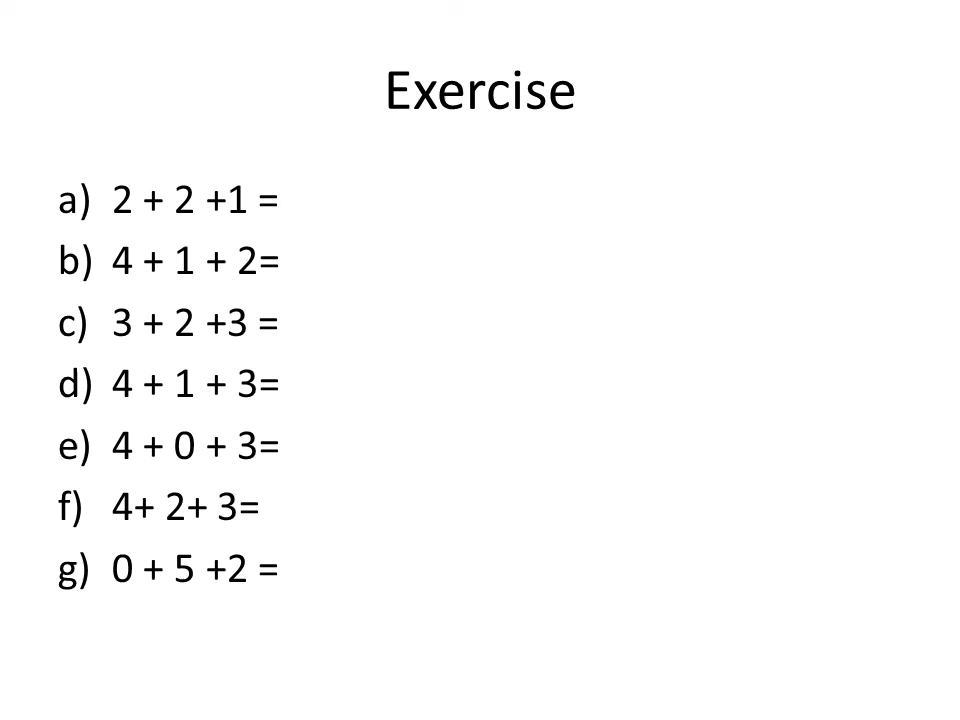 Exercise
a) 2 + 2 +1 =
b) 4 + 1 + 2=
c) 3 + 2 +3 =
d) 4 + 1 + 3=
e) 4 + 0 + 3=
f) 4+ 2+ 3=
g) 0 + 5 +2 =